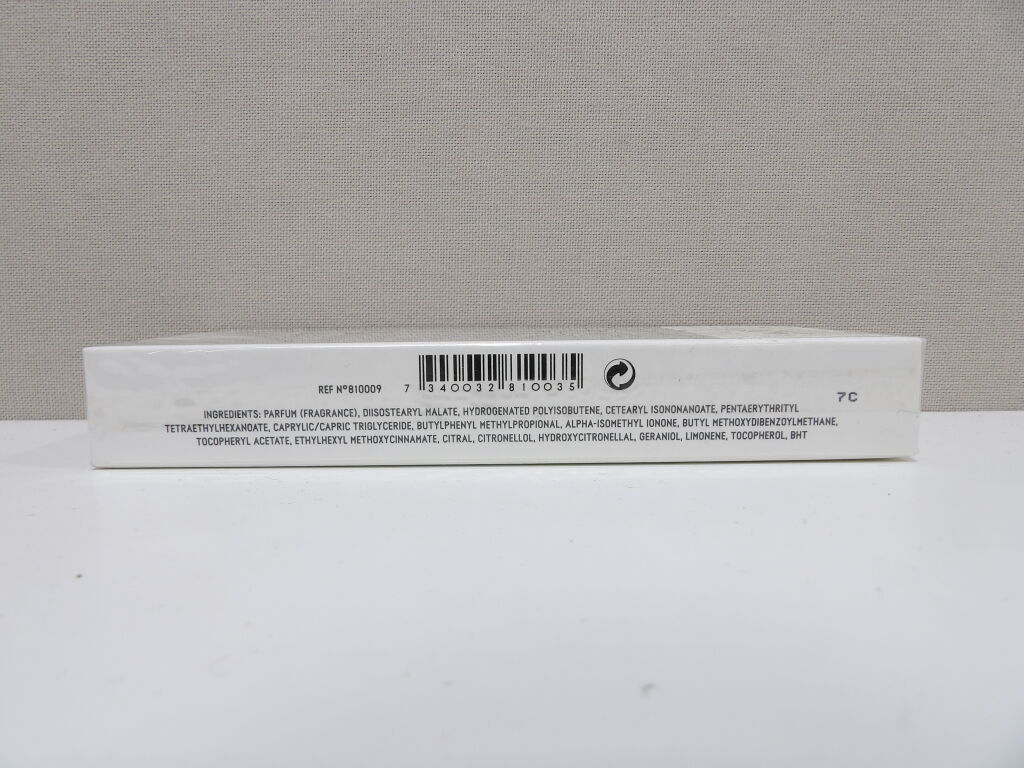 REF Nº810009 7 340032 810035
7C
INGREDIENTS: PARFUM (FRAGRANCE), DIISOSTEARYL MALATE, HYDROGENATED POLYISOBUTENE, CETEARYL ISONONANOATE, PENTAERYTHRITYL
TETRAETHYLHEXANOATE, CAPRYLIC/CAPRIC TRIGLYCERIDE, BUTYLPHENYL METHYLPROPIONAL, ALPHA-ISOMETHYL IONONE, BUTYL METHOXYDIBENZOYLMETHANE,
TOCOPHERYL ACETATE, ETHYLHEXYL METHOXYCINNAMATE, CITRAL, CITRONELLOL, HYDROXYCITRONELLAL, GERANIOL, LIMONENE, TOCOPHEROL, BHT